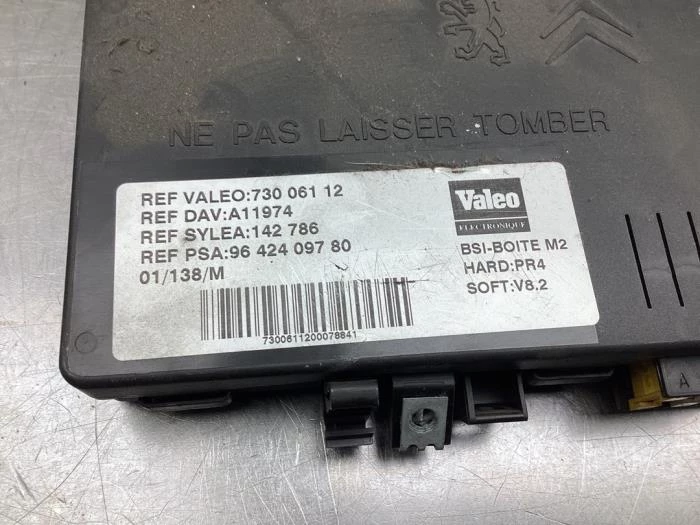 NE PAS LAISSER TOMBER
REF VALEO:730 061 12
REF DAV:A11974
REF SYLEA:142 786
REF PSA:96 424 097 80
01/138/M
7300611200078841
Valeo
ELECTRONIQUE
BSI-BOITE M2
HARD:PR4
SOFT:V8.2
A